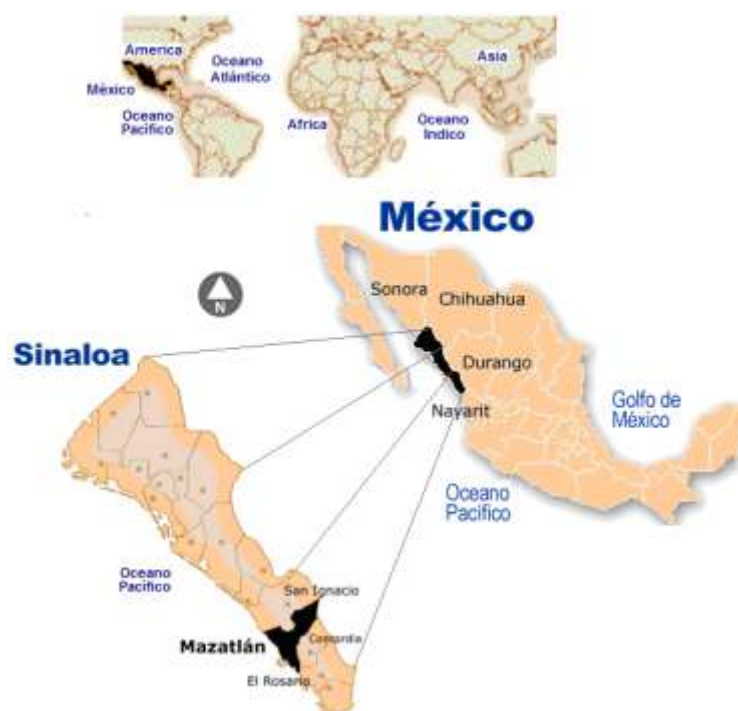 America
Oceano
Atlántico
Asia
México
Oceano
Pacifico
Africa
Oceano
Indico
México
N
Sonora
Chihuahua
Sinaloa
Durango
Nayarit
Golfo de
México
Oceano
Pacifico
Oceano
Pacifico
San Ignacio
Mazatlán
Concordia
El Rosario